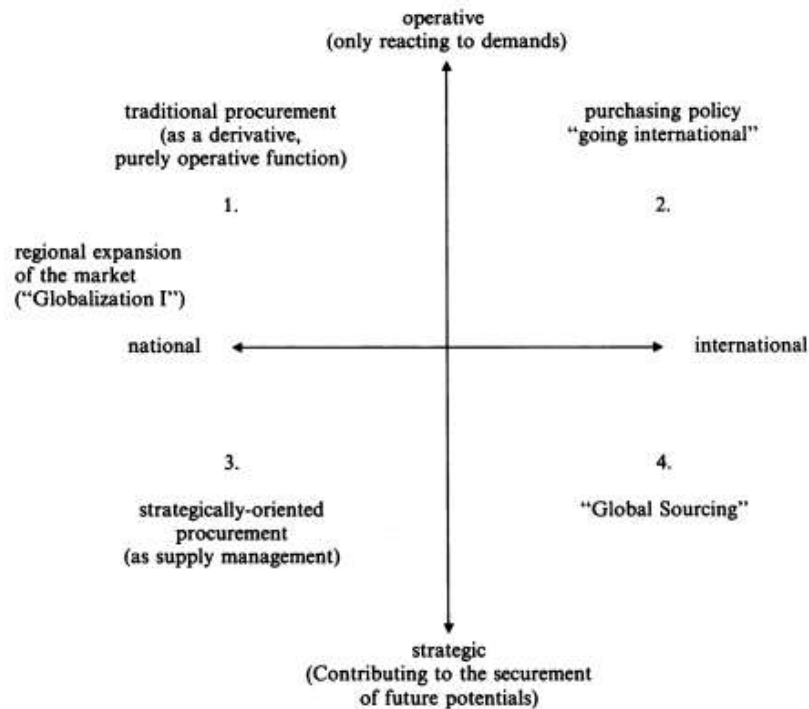 operative
(only reacting to demands)
traditional procurement
(as a derivative,
purely operative function)
purchasing policy
“going international”
1.
2.
regional expansion
of the market
(“Globalization I”)
national
international
3.
4.
strategically-oriented
procurement
(as supply management)
“Global Sourcing”
strategic
(Contributing to the securement
of future potentials)